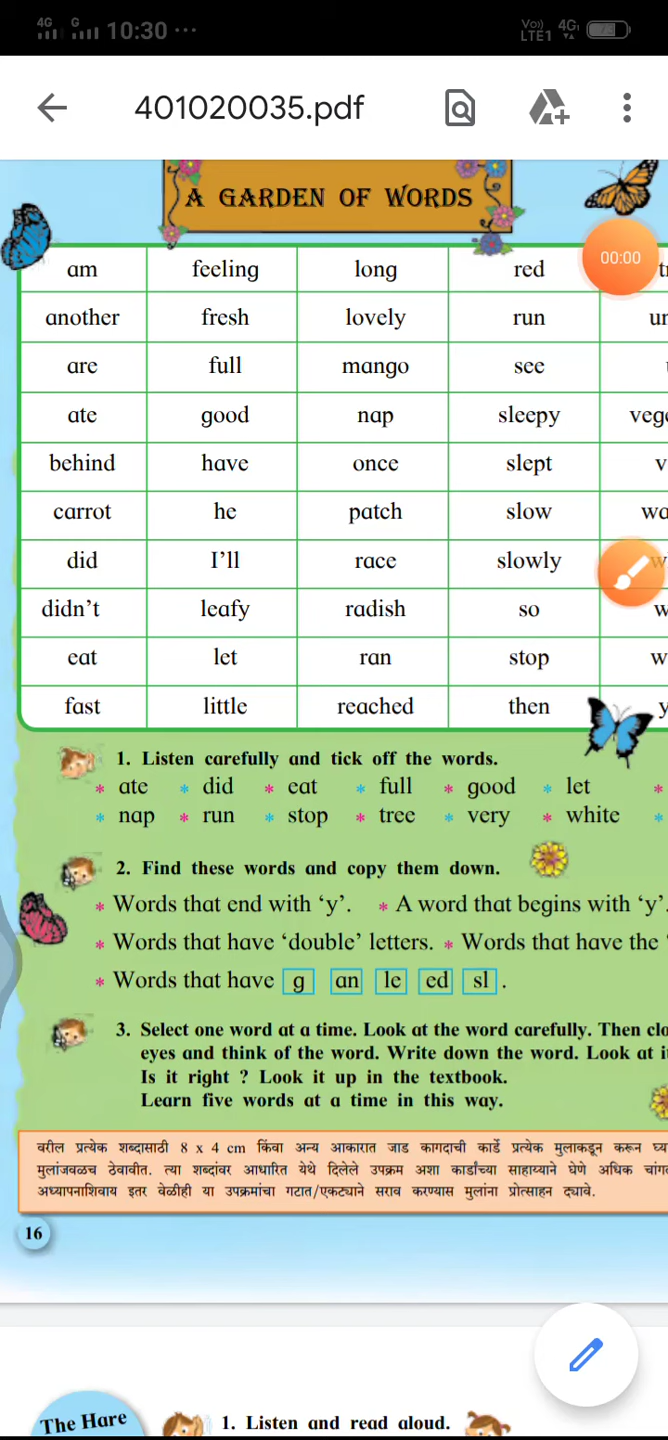 4G G 10:30 ... Vo)) LTE1 4G 73
401020035.pdf
A GARDEN OF WORDS
00:00
am feeling long red
another fresh lovely run
are full mango see
ate good nap sleepy
behind have once slept
carrot he patch slow
did I'll race slowly
didn't leafy radish so
eat let ran stop
fast little reached then y
1. Listen carefully and tick off the words.
* ate * did * eat * full * good * let *
* nap * run * stop * tree * very * white *
2. Find these words and copy them down.
* Words that end with ‘y’. * A word that begins with ‘y’.
* Words that have ‘double’ letters. * Words that have the ‘
* Words that have g an le ed sl .
3. Select one word at a time. Look at the word carefully. Then clo
eyes and think of the word. Write down the word. Look at i
Is it right ? Look it up in the textbook.
Learn five words at a time in this way.
वरील प्रत्येक शब्दासाठी 8 x 4 cm किंवा अन्य आकारात जाड कागदाची कार्डे प्रत्येक मुलाकडून करून घ्य
मुलांजवळच ठेवावीत. त्या शब्दांवर आधारित येथे दिलेले उपक्रम अशा कार्डांच्या साहाय्याने घेणे अधिक चांग
अध्यापनाशिवाय इतर वेळीही या उपक्रमांचा गटात/एकट्याने सराव करण्यास मुलांना प्रोत्साहन द्यावे.
16
The Hare
1. Listen and read aloud.